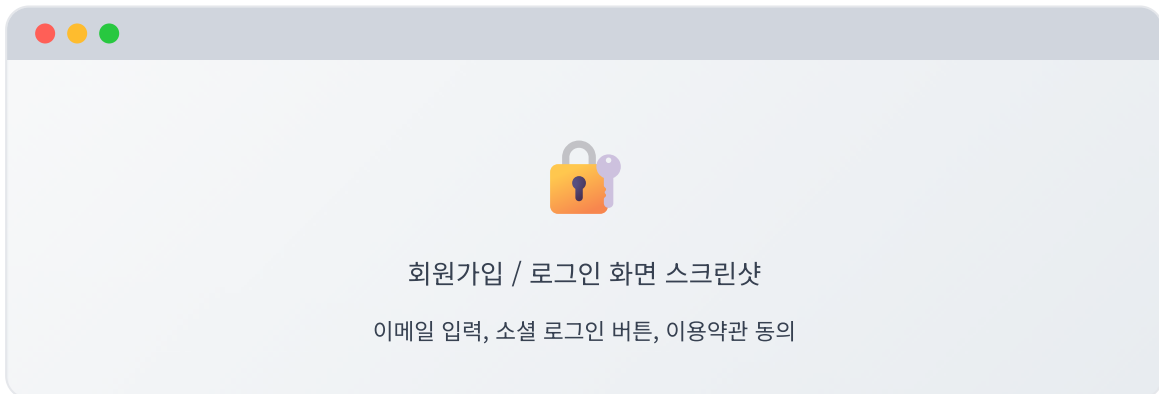 회원가입 / 로그인 화면 스크린샷
이메일 입력, 소셜 로그인 버튼, 이용약관 동의